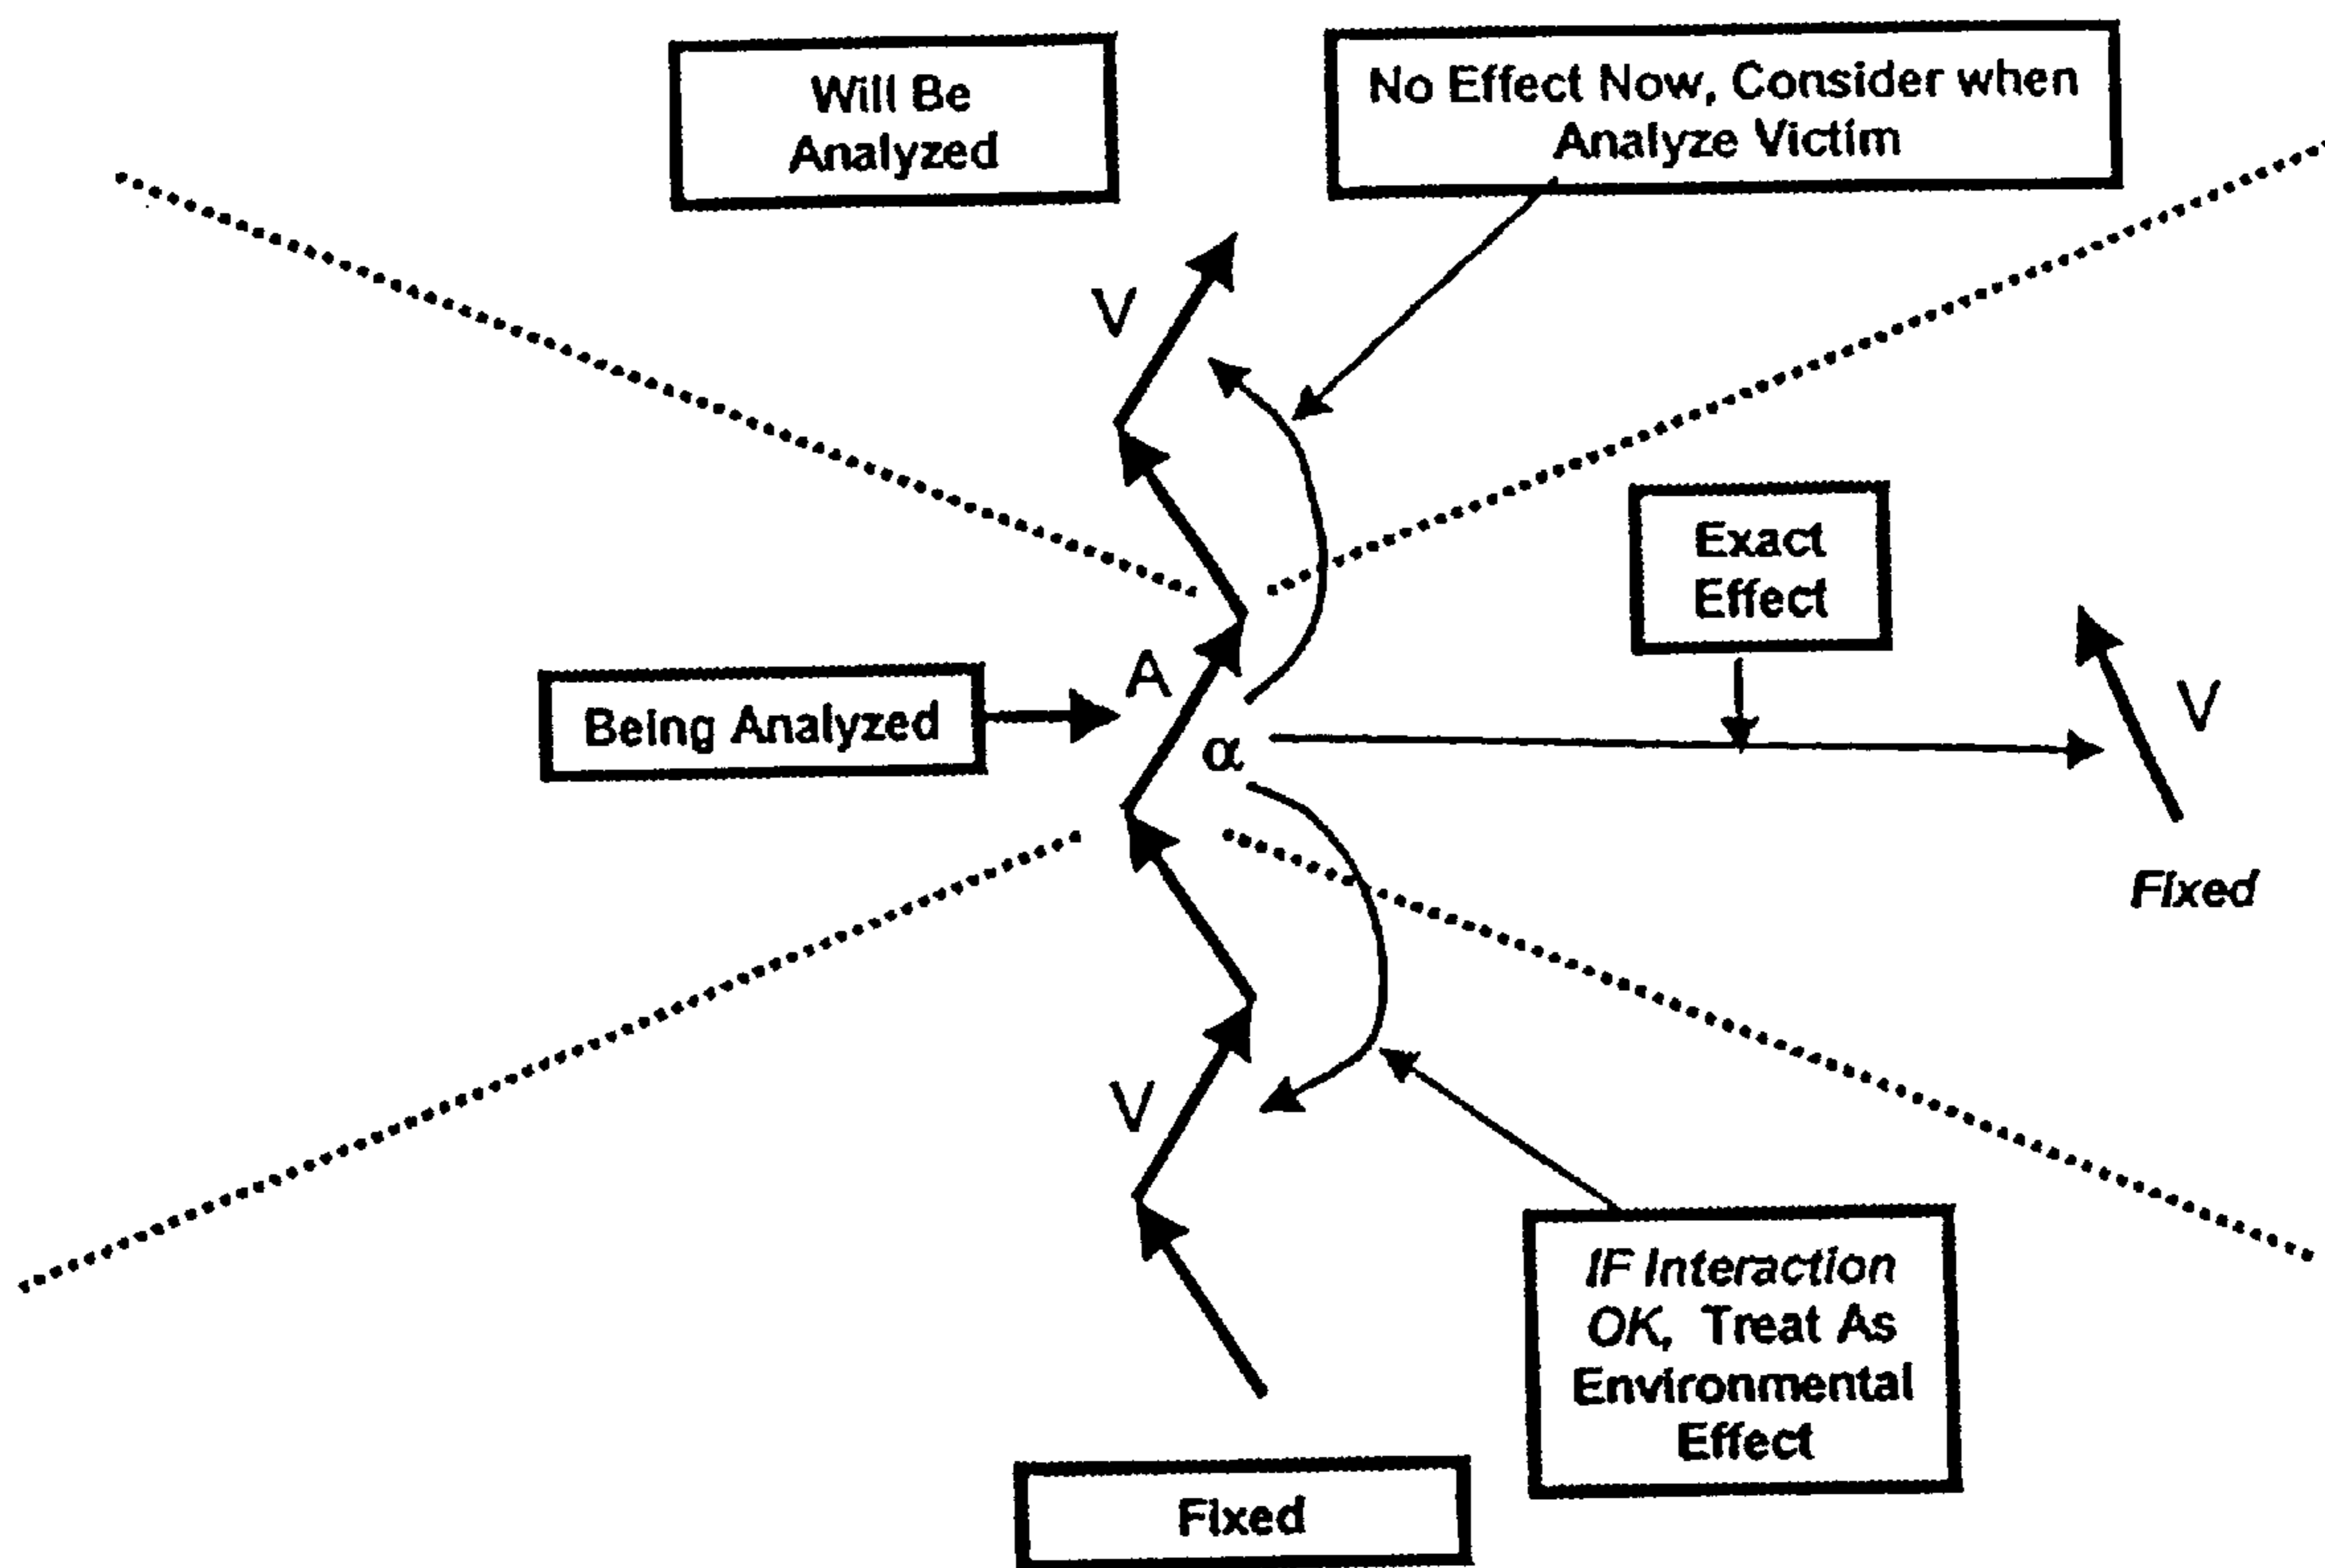 Will Be
Analyzed
No Effect Now, Consider when
Analyze Victim
V
Exact
Effect
A
Being Analyzed
α
V
Fixed
V
IF Interaction
OK, Treat As
Environmental
Effect
Fixed